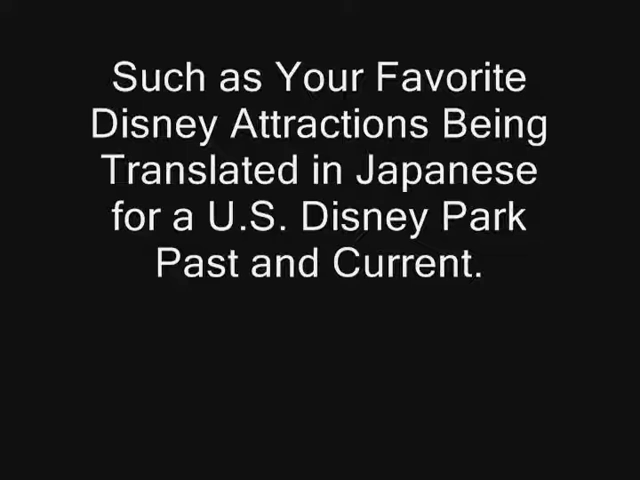 Such as Your Favorite
Disney Attractions Being
Translated in Japanese
for a U.S. Disney Park
Past and Current.